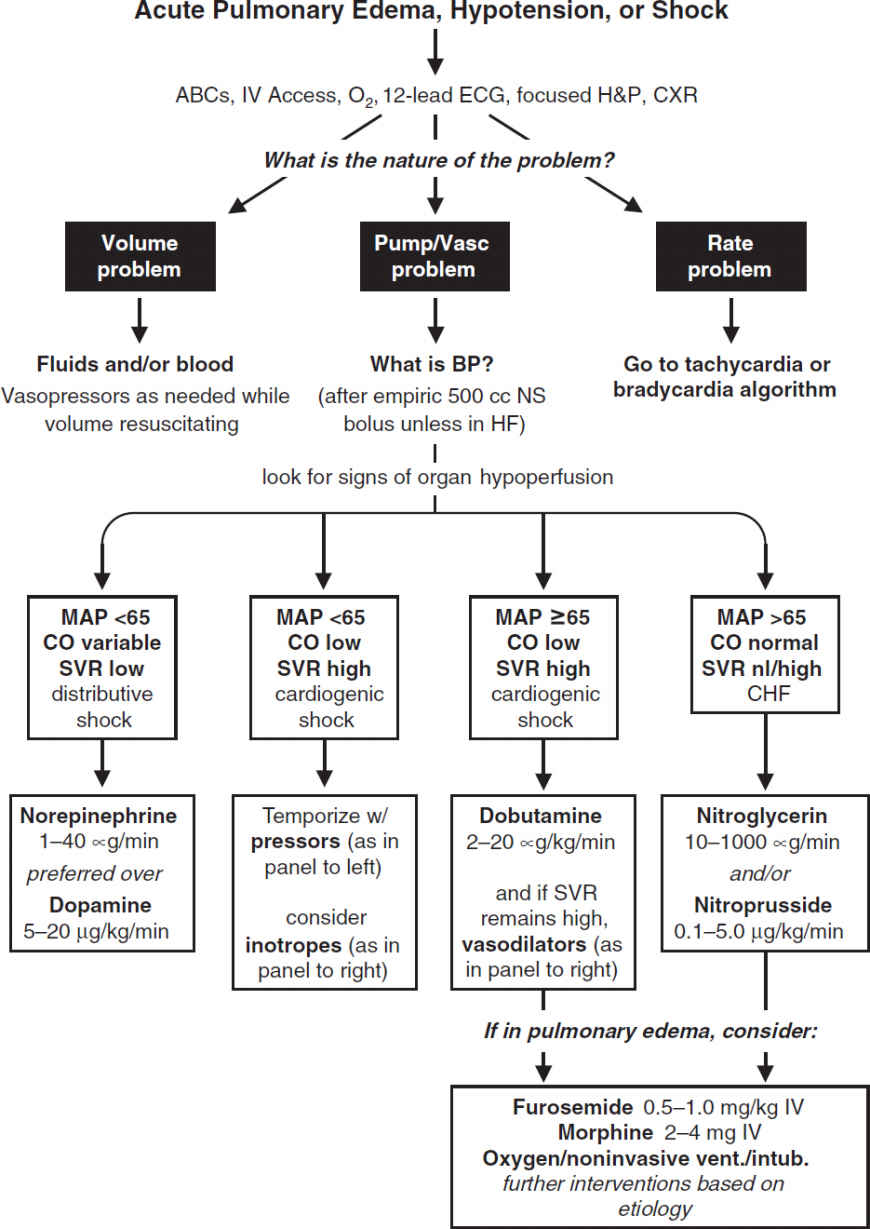 Acute Pulmonary Edema, Hypotension, or Shock
ABCs, IV Access, O2, 12-lead ECG, focused H&P, CXR
What is the nature of the problem?
Volume
problem
Pump/Vasc
problem
Rate
problem
Fluids and/or blood
Vasopressors as needed while
volume resuscitating
What is BP?
(after empiric 500 cc NS
bolus unless in HF)
Go to tachycardia or
bradycardia algorithm
look for signs of organ hypoperfusion
MAP <65
CO variable
SVR low
distributive
shock
MAP <65
CO low
SVR high
cardiogenic
shock
MAP ≥65
CO low
SVR high
cardiogenic
shock
MAP >65
CO normal
SVR nl/high
CHF
Norepinephrine
1–40 ∝g/min
preferred over
Dopamine
5–20 μg/kg/min
Temporize w/
pressors (as in
panel to left)
consider
inotropes (as in
panel to right)
Dobutamine
2–20 ∝g/kg/min
and if SVR
remains high,
vasodilators (as
in panel to right)
Nitroglycerin
10–1000 ∝g/min
and/or
Nitroprusside
0.1–5.0 μg/kg/min
If in pulmonary edema, consider:
Furosemide 0.5–1.0 mg/kg IV
Morphine 2–4 mg IV
Oxygen/noninvasive vent./intub.
further interventions based on
etiology